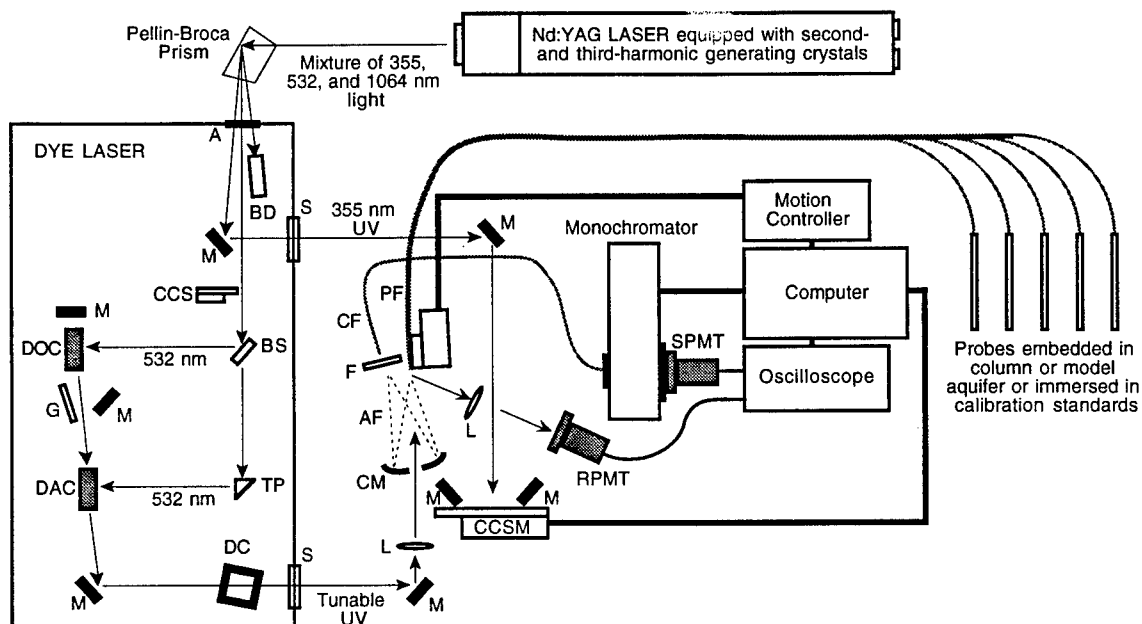 Pellin-Broca
Prism
Nd:YAG LASER equipped with second-
and third-harmonic generating crystals
Mixture of 355,
532, and 1064 nm
light
A
DYE LASER
BD
S
355 nm
UV
M
M
Monochromator
Motion
Controller
CCS
PF
CF
Computer
M
DOC
532 nm
BS
F
SPMT
Oscilloscope
Probes embedded in
column or model
aquifer or immersed in
calibration standards
G
M
AF
L
RPMT
CM
DAC
532 nm
TP
M
M
CCSM
L
DC
S
M
Tunable
UV
M